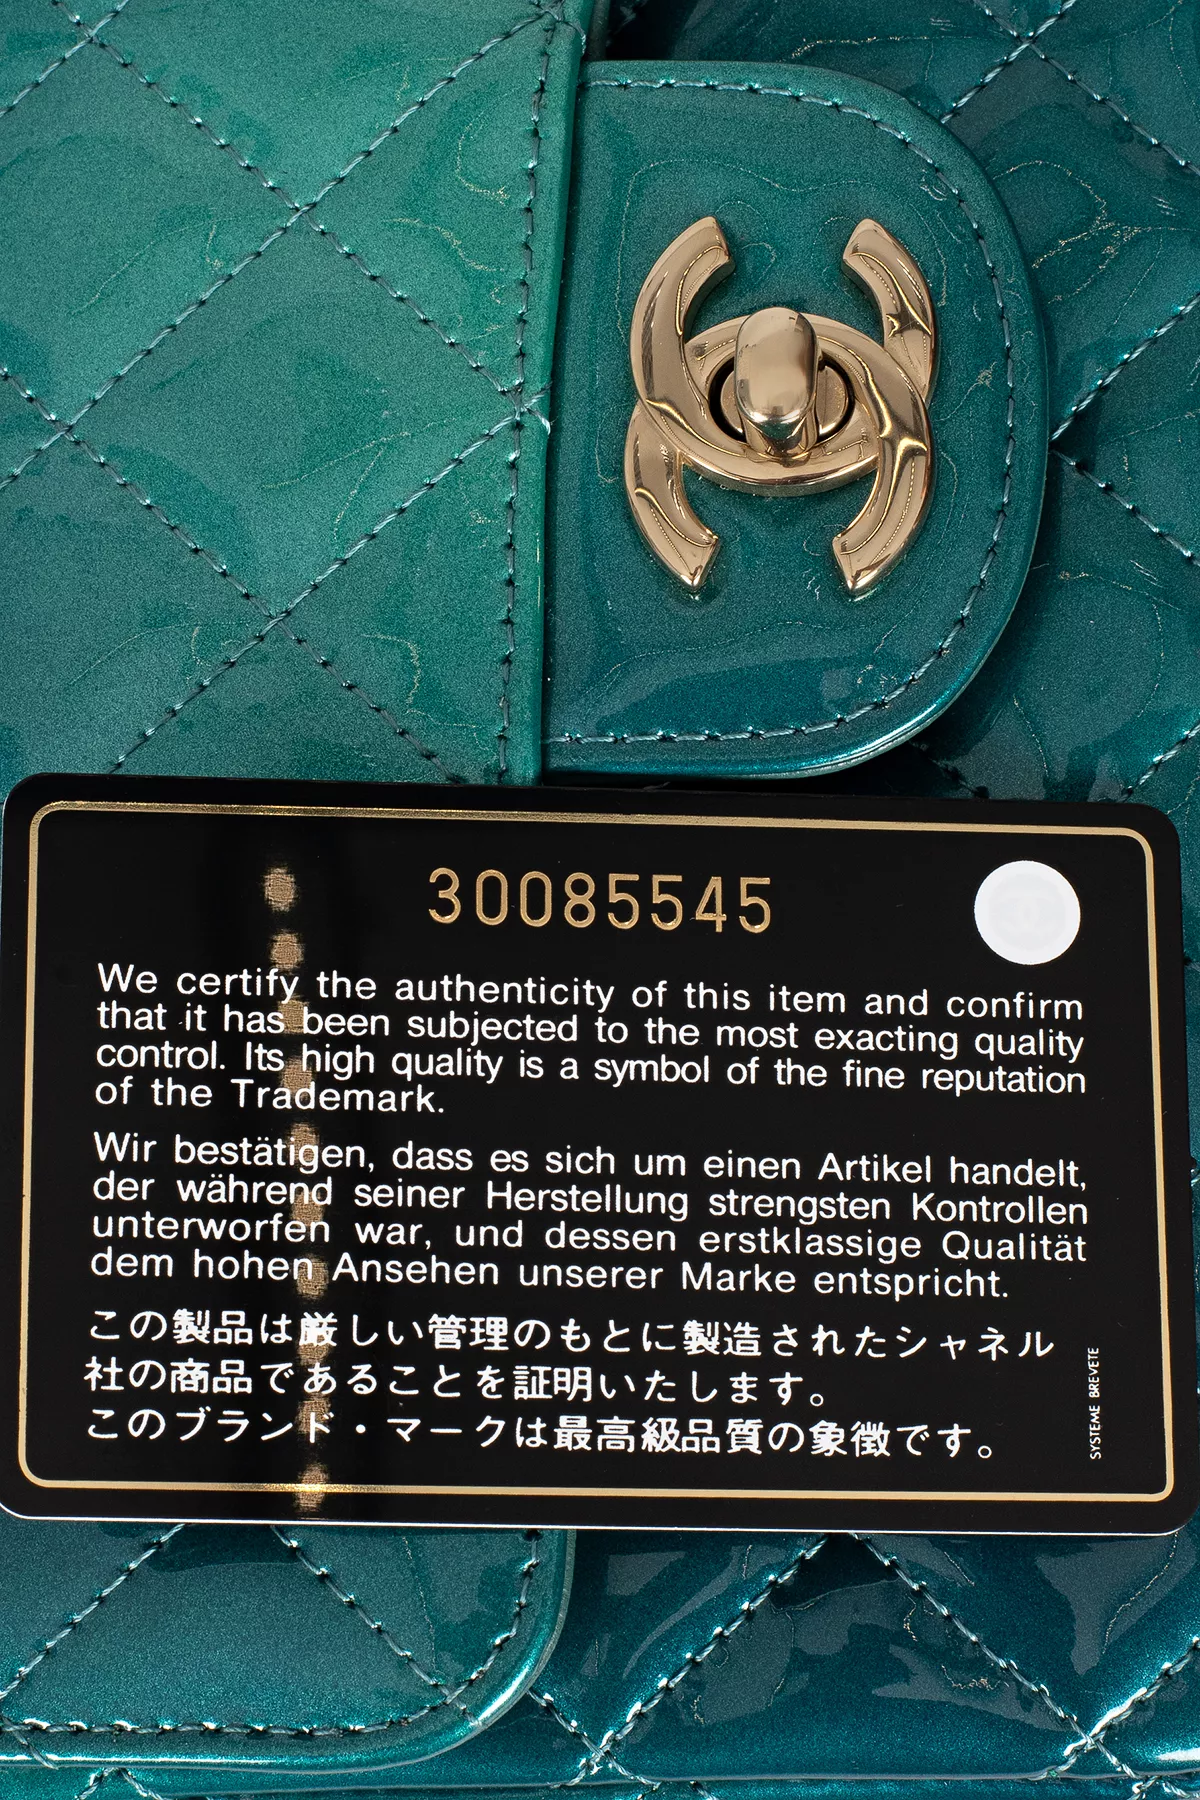 30085545
We certify the authenticity of this item and confirm
that it has been subjected to the most exacting quality
control. Its high quality is a symbol of the fine reputation
of the Trademark.
Wir bestätigen, dass es sich um einen Artikel handelt,
der während seiner Herstellung strengsten Kontrollen
unterworfen war, und dessen erstklassige Qualität
dem hohen Ansehen unserer Marke entspricht.
この製品は厳しい管理のもとに製造されたシャネル
社の商品であることを証明いたします。
このブランド・マークは最高級品質の象徴です。
SYSTEME BREVETE